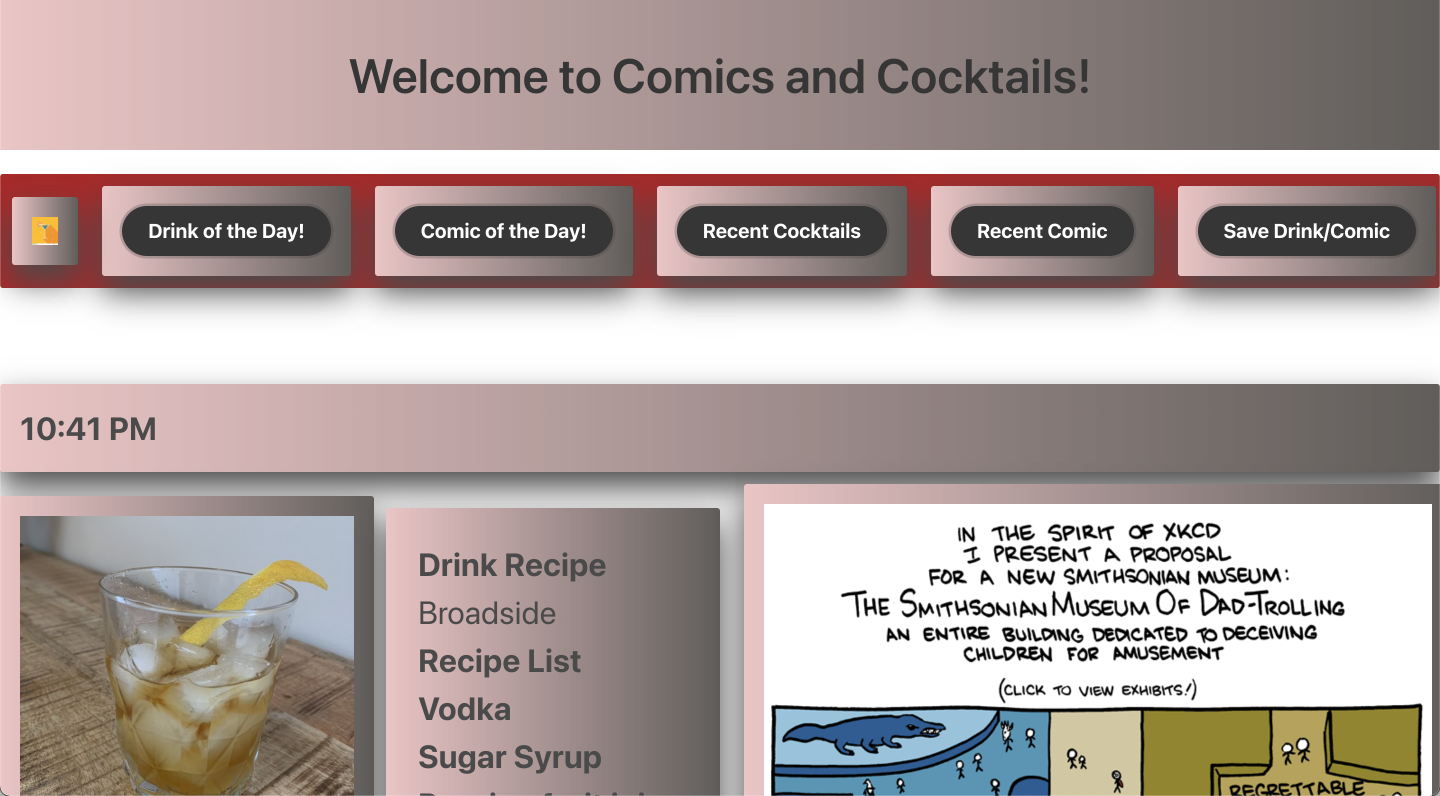 Welcome to Comics and Cocktails!
Drink of the Day!
Comic of the Day!
Recent Cocktails
Recent Comic
Save Drink/Comic
10:41 PM
Drink Recipe
Broadside
Recipe List
Vodka
Sugar Syrup
IN THE SPIRIT OF XKCD
I PRESENT A PROPOSAL
FOR A NEW SMITHSONIAN MUSEUM:
THE SMITHSONIAN MUSEUM OF DAD-TROLLING
AN ENTIRE BUILDING DEDICATED TO DECEIVING
CHILDREN FOR AMUSEMENT
(CLICK TO VIEW EXHIBITS!)
REGRETTABLE